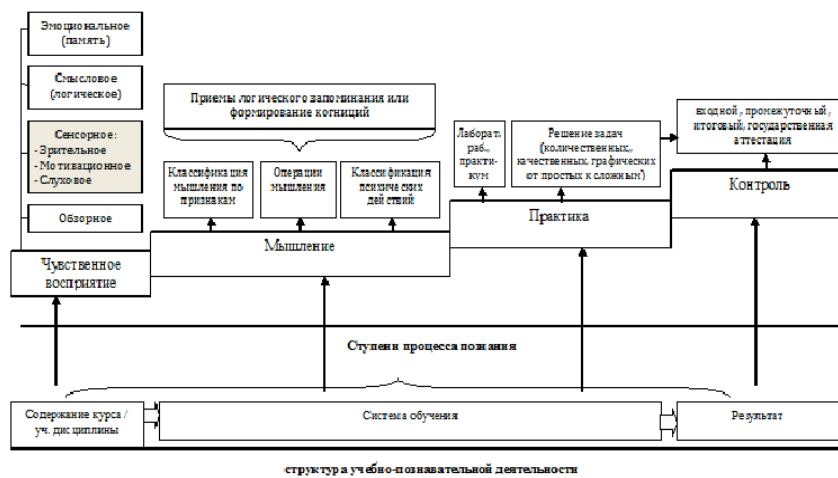 Эмоциональное
(память)
Смысловое
(логическое)
Сенсорное:
- Зрительное
- Мотивационное
- Слуховое
Обзорное
Чувственное
восприятие
Приемы логического запоминания или
формирование когниций
Классификация
мышления по
признакам
Операции
мышления
Классификация
психических
действий
Мышление
Лаборат.
раб., практи-
кум
Решение задач
(количественных,,
качественных, графических
от простых к сложным)
Практика
входной , промежуточный,
итоговый, государственная
аттестация
Контроль
Ступени процесса познания
Содержание курса /
уч. дисциплины
Система обучения
Результат
структура учебно-познавательной деятельности